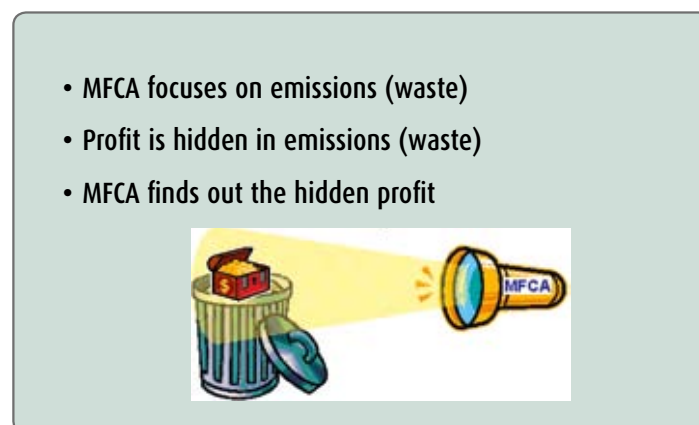 • MFCA focuses on emissions (waste)
• Profit is hidden in emissions (waste)
• MFCA finds out the hidden profit
$
MFCA